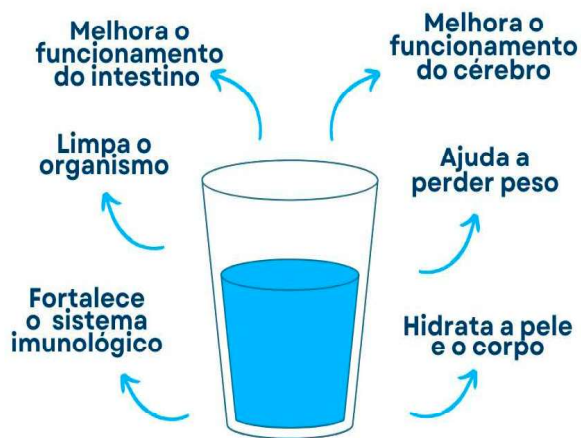 Melhora o
funcionamento
do intestino
Melhora o
funcionamento
do cérebro
Limpa o
organismo
Ajuda a
perder peso
Fortalece
o sistema
imunológico
Hidrata a pele
e o corpo